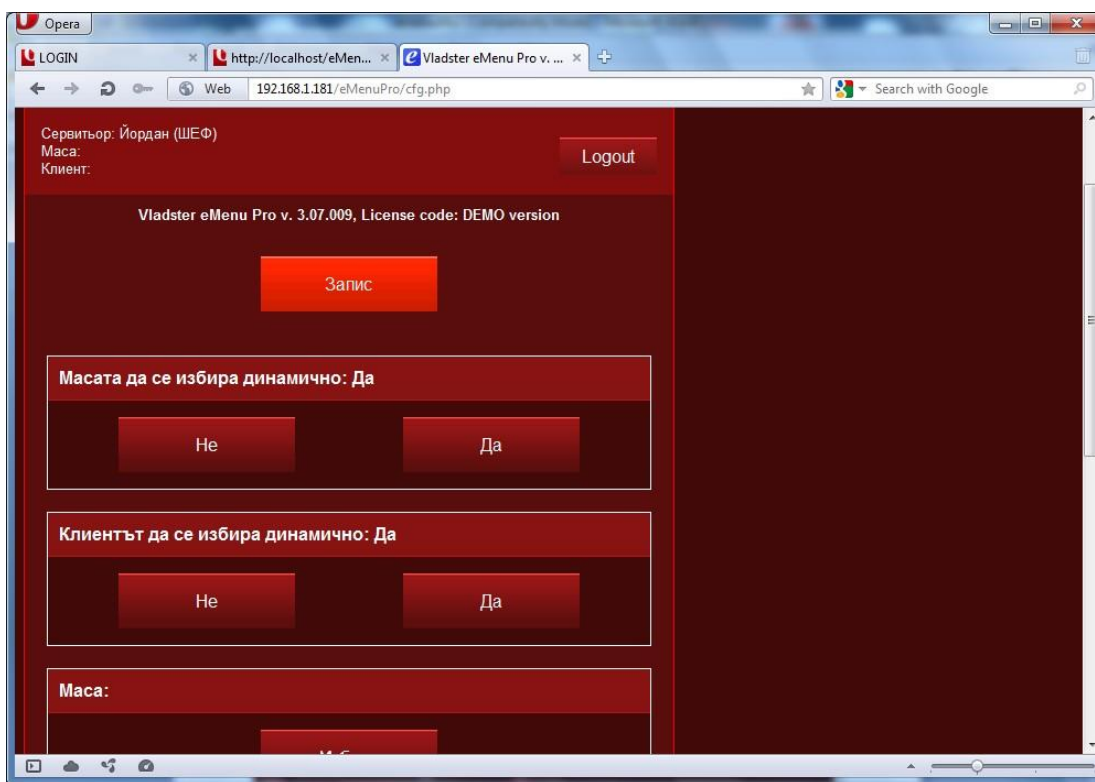 Opera
LOGIN
http://localhost/eMen...
Vladster eMenu Pro v. ...
Web
192.168.1.181/eMenuPro/cfg.php
Search with Google
Сервитьор: Йордан (ШЕФ)
Маса:
Клиент:
Logout
Vladster eMenu Pro v. 3.07.009, License code: DEMO version
Запис
Масата да се избира динамично: Да
Не
Да
Клиентът да се избира динамично: Да
Не
Да
Маса: